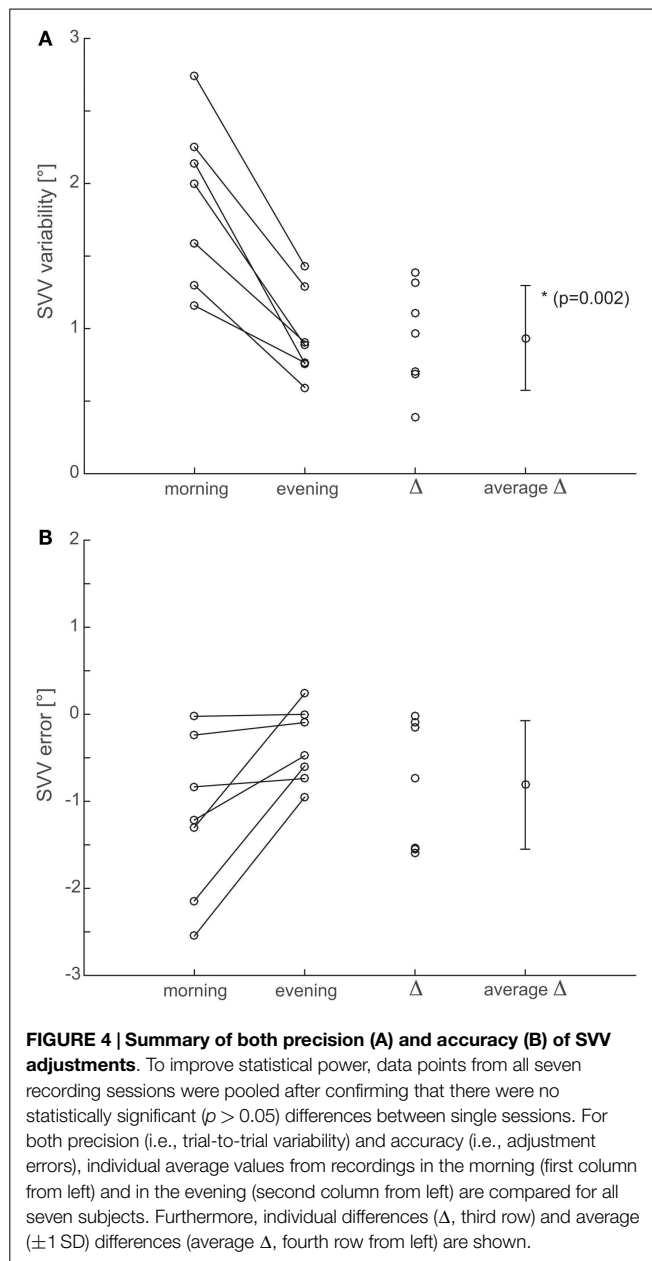 A
3
2
1
0
SVV variability [°]
* (p=0.002)
morning evening Δ average Δ
B
2
1
0
-1
-2
-3
SVV error [°]
morning evening Δ average Δ
FIGURE 4 | Summary of both precision (A) and accuracy (B) of SVV
adjustments. To improve statistical power, data points from all seven
recording sessions were pooled after confirming that there were no
statistically significant (p > 0.05) differences between single sessions. For
both precision (i.e., trial-to-trial variability) and accuracy (i.e., adjustment
errors), individual average values from recordings in the morning (first column
from left) and in the evening (second column from left) are compared for all
seven subjects. Furthermore, individual differences (Δ, third row) and average
(±1 SD) differences (average Δ, fourth row from left) are shown.